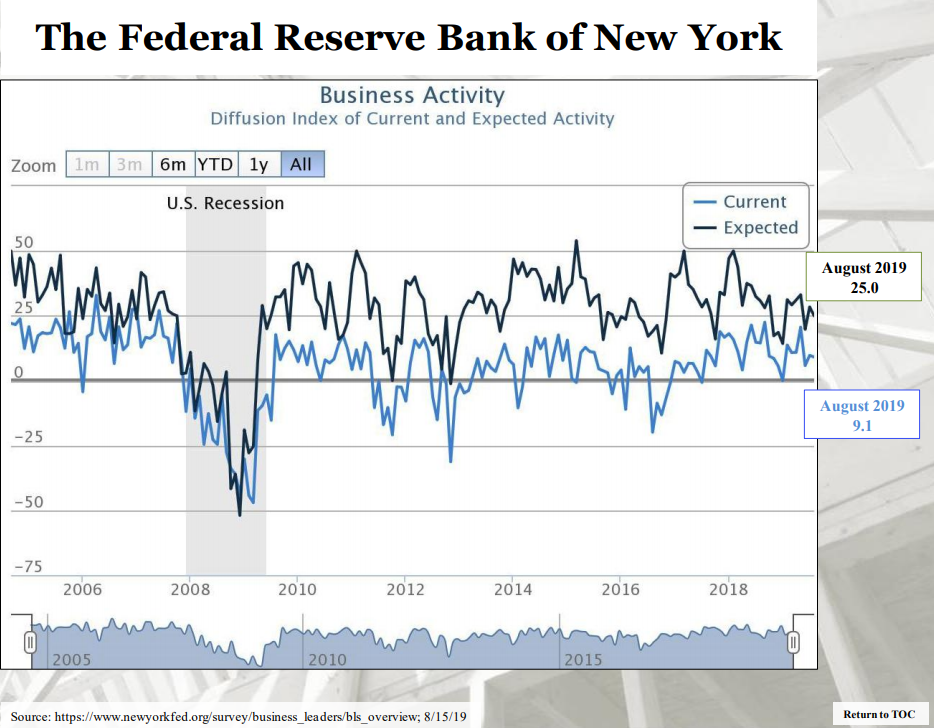 The Federal Reserve Bank of New York
Business Activity
Diffusion Index of Current and Expected Activity
Zoom 1m 3m 6m YTD 1y All
U.S. Recession
Current
Expected
50
25
0
−25
−50
−75
August 2019
25.0
August 2019
9.1
2006 2008 2010 2012 2014 2016 2018
2005 2010 2015
Source: https://www.newyorkfed.org/survey/business_leaders/bls_overview; 8/15/19
Return to TOC